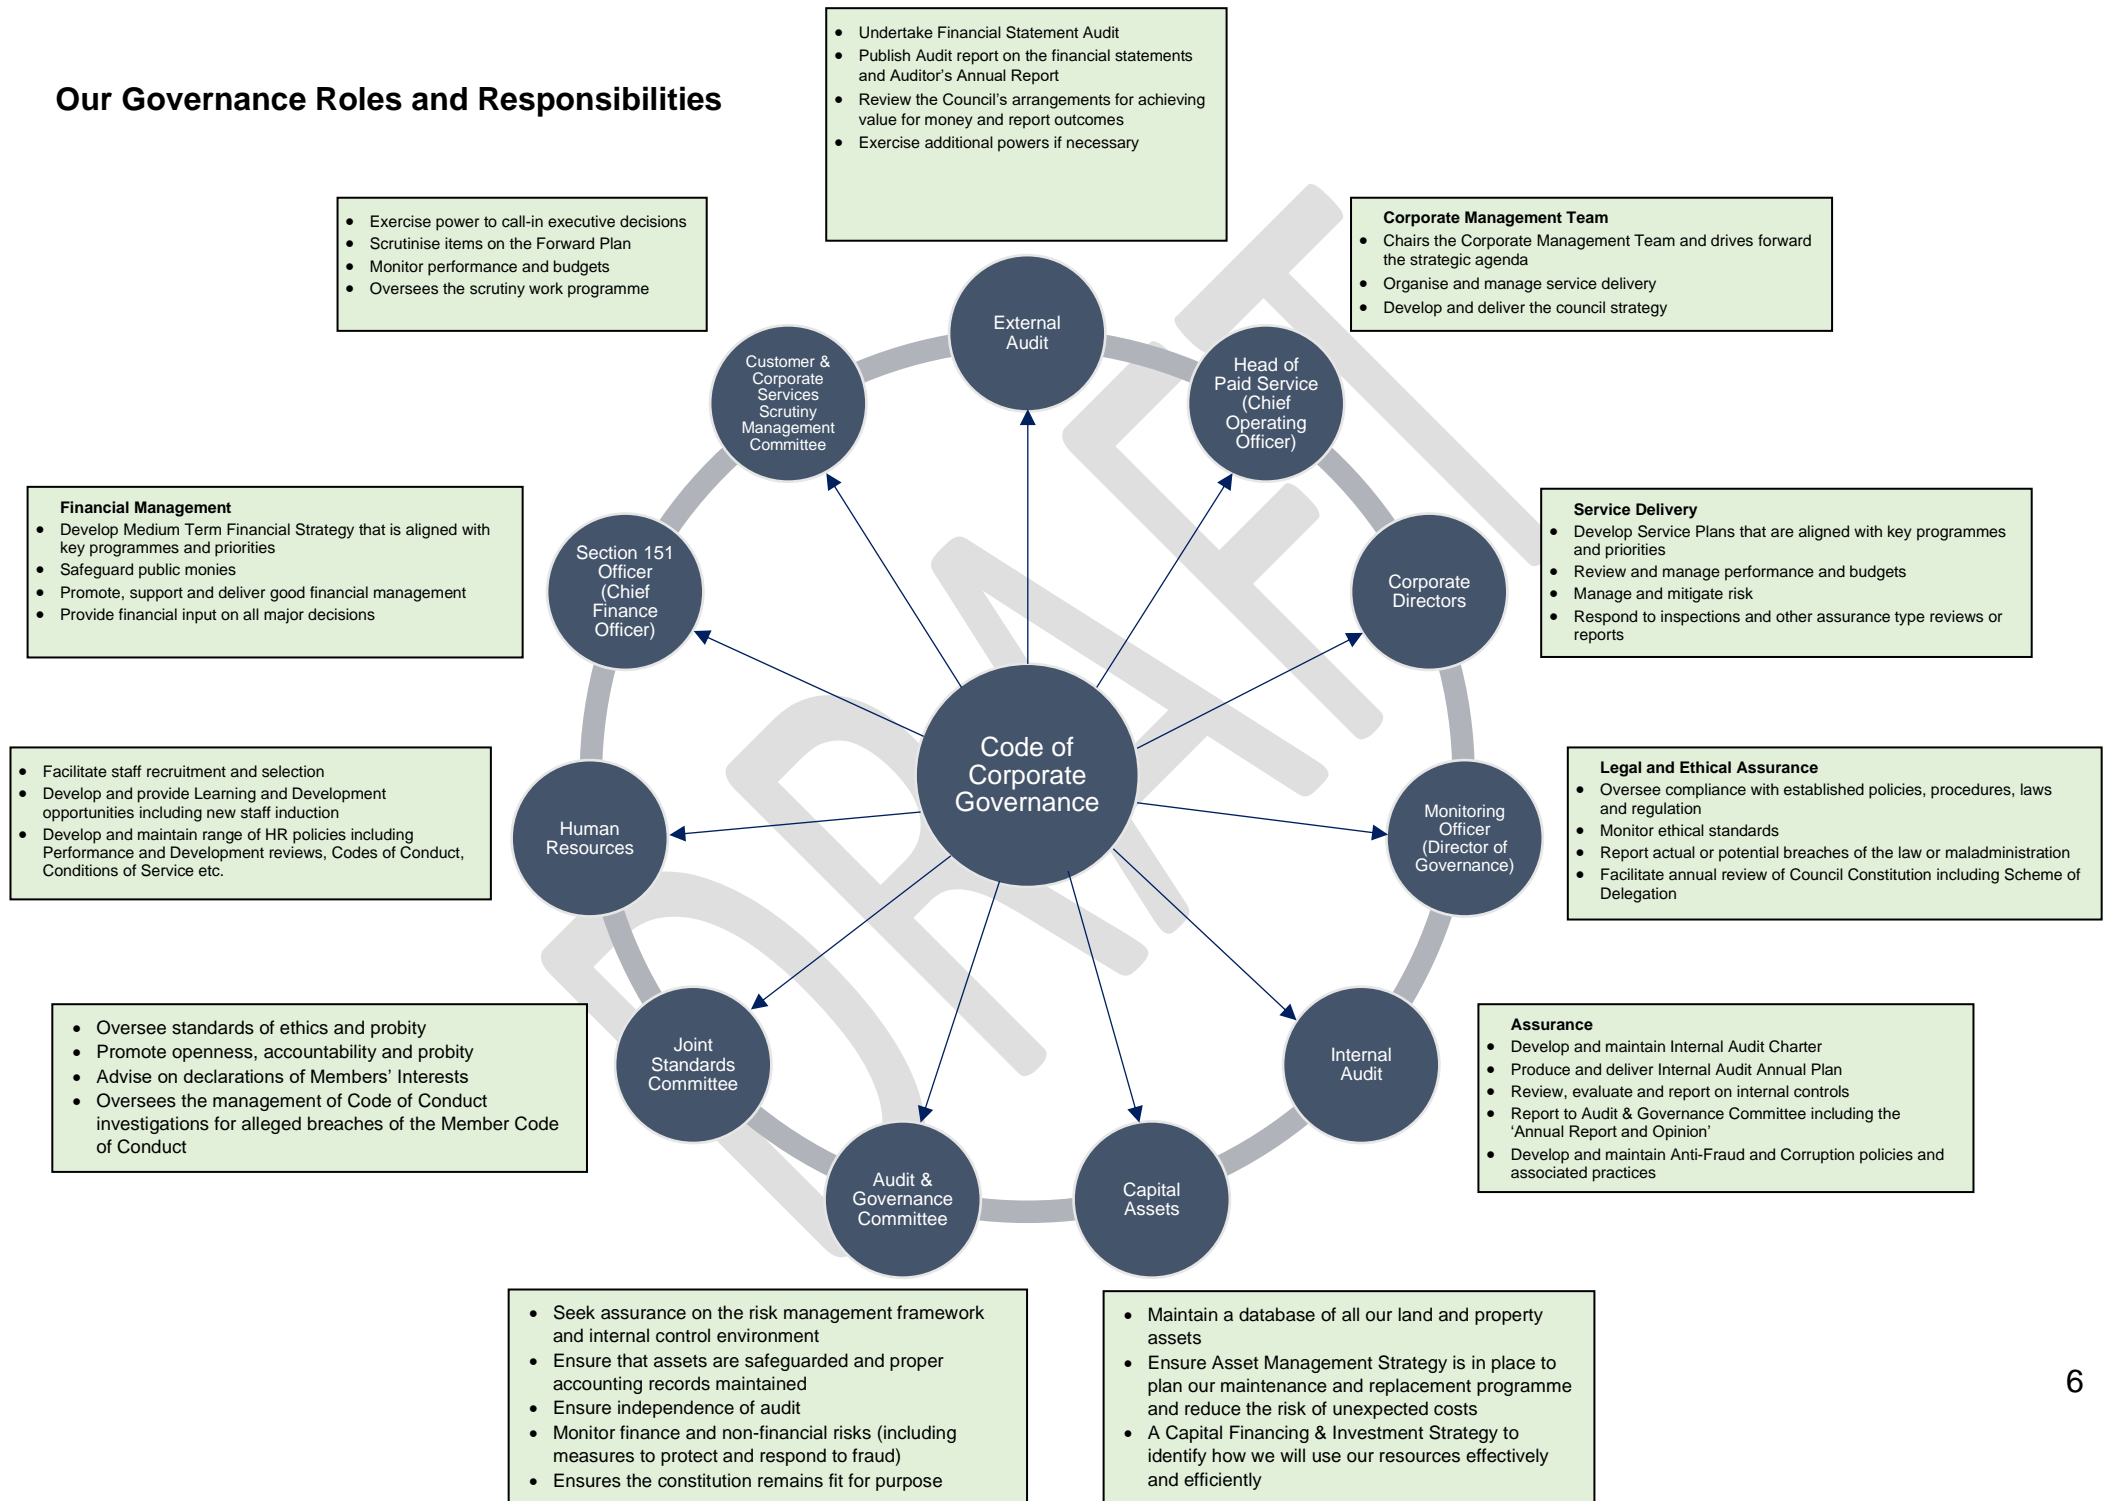 Our Governance Roles and Responsibilities
• Undertake Financial Statement Audit
• Publish Audit report on the financial statements
and Auditor’s Annual Report
• Review the Council’s arrangements for achieving
value for money and report outcomes
• Exercise additional powers if necessary
• Exercise power to call-in executive decisions
• Scrutinise items on the Forward Plan
• Monitor performance and budgets
• Oversees the scrutiny work programme
Corporate Management Team
• Chairs the Corporate Management Team and drives forward
the strategic agenda
• Organise and manage service delivery
• Develop and deliver the council strategy
External
Audit
Customer &
Corporate
Services
Scrutiny
Management
Committee
Head of
Paid Service
(Chief
Operating
Officer)
Financial Management
• Develop Medium Term Financial Strategy that is aligned with
key programmes and priorities
• Safeguard public monies
• Promote, support and deliver good financial management
• Provide financial input on all major decisions
Section 151
Officer
(Chief
Finance
Officer)
Corporate
Directors
Service Delivery
• Develop Service Plans that are aligned with key programmes
and priorities
• Review and manage performance and budgets
• Manage and mitigate risk
• Respond to inspections and other assurance type reviews or
reports
Code of
Corporate
Governance
• Facilitate staff recruitment and selection
• Develop and provide Learning and Development
opportunities including new staff induction
• Develop and maintain range of HR policies including
Performance and Development reviews, Codes of Conduct,
Conditions of Service etc.
Human
Resources
Monitoring
Officer
(Director of
Governance)
Legal and Ethical Assurance
• Oversee compliance with established policies, procedures, laws
and regulation
• Monitor ethical standards
• Report actual or potential breaches of the law or maladministration
• Facilitate annual review of Council Constitution including Scheme of
Delegation
• Oversee standards of ethics and probity
• Promote openness, accountability and probity
• Advise on declarations of Members’ Interests
• Oversees the management of Code of Conduct
investigations for alleged breaches of the Member Code
of Conduct
Joint
Standards
Committee
Internal
Audit
Assurance
• Develop and maintain Internal Audit Charter
• Produce and deliver Internal Audit Annual Plan
• Review, evaluate and report on internal controls
• Report to Audit & Governance Committee including the
‘Annual Report and Opinion’
• Develop and maintain Anti-Fraud and Corruption policies and
associated practices
Audit &
Governance
Committee
Capital
Assets
• Seek assurance on the risk management framework
and internal control environment
• Ensure that assets are safeguarded and proper
accounting records maintained
• Ensure independence of audit
• Monitor finance and non-financial risks (including
measures to protect and respond to fraud)
• Ensures the constitution remains fit for purpose
• Maintain a database of all our land and property
assets
• Ensure Asset Management Strategy is in place to
plan our maintenance and replacement programme
and reduce the risk of unexpected costs
• A Capital Financing & Investment Strategy to
identify how we will use our resources effectively
and efficiently
DRAFT
6